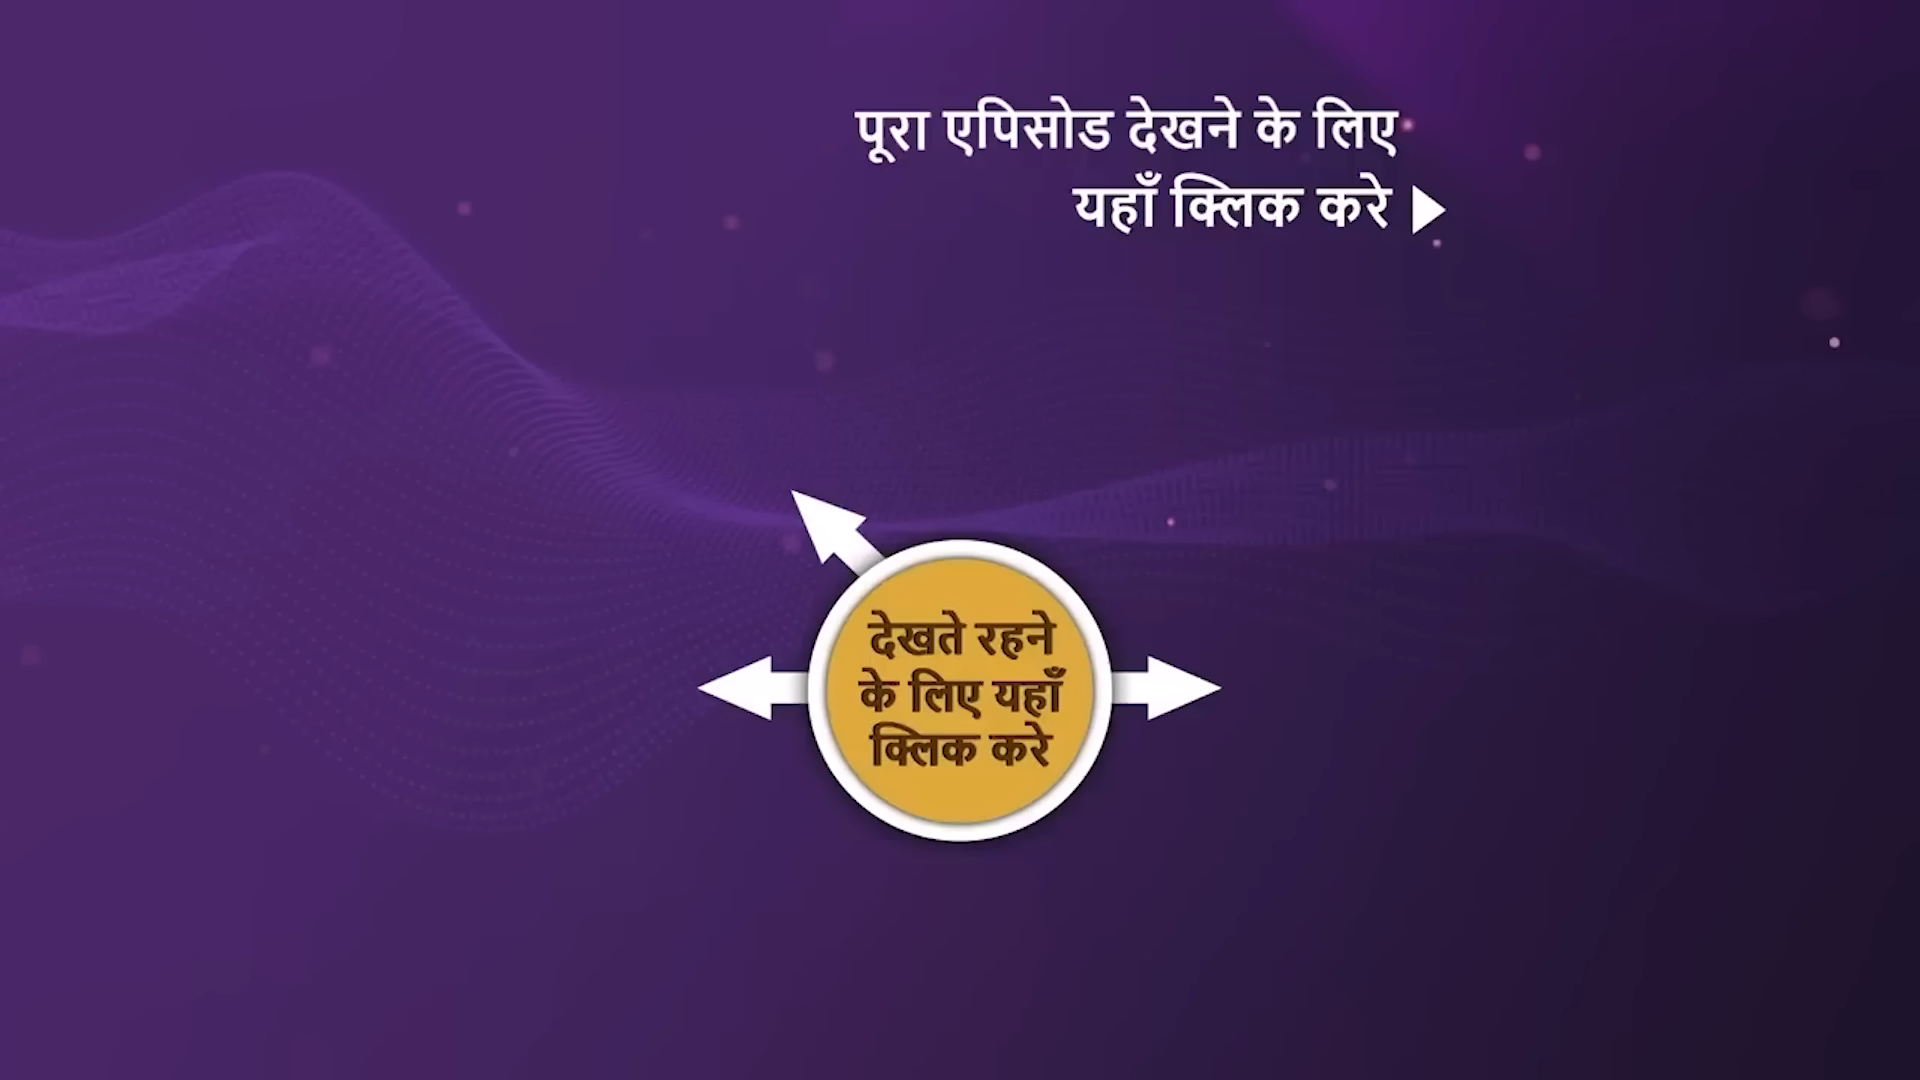 पूरा एपिसोड देखने के लिए
यहाँ क्लिक करे
देखते रहने
के लिए यहाँ
क्लिक करे